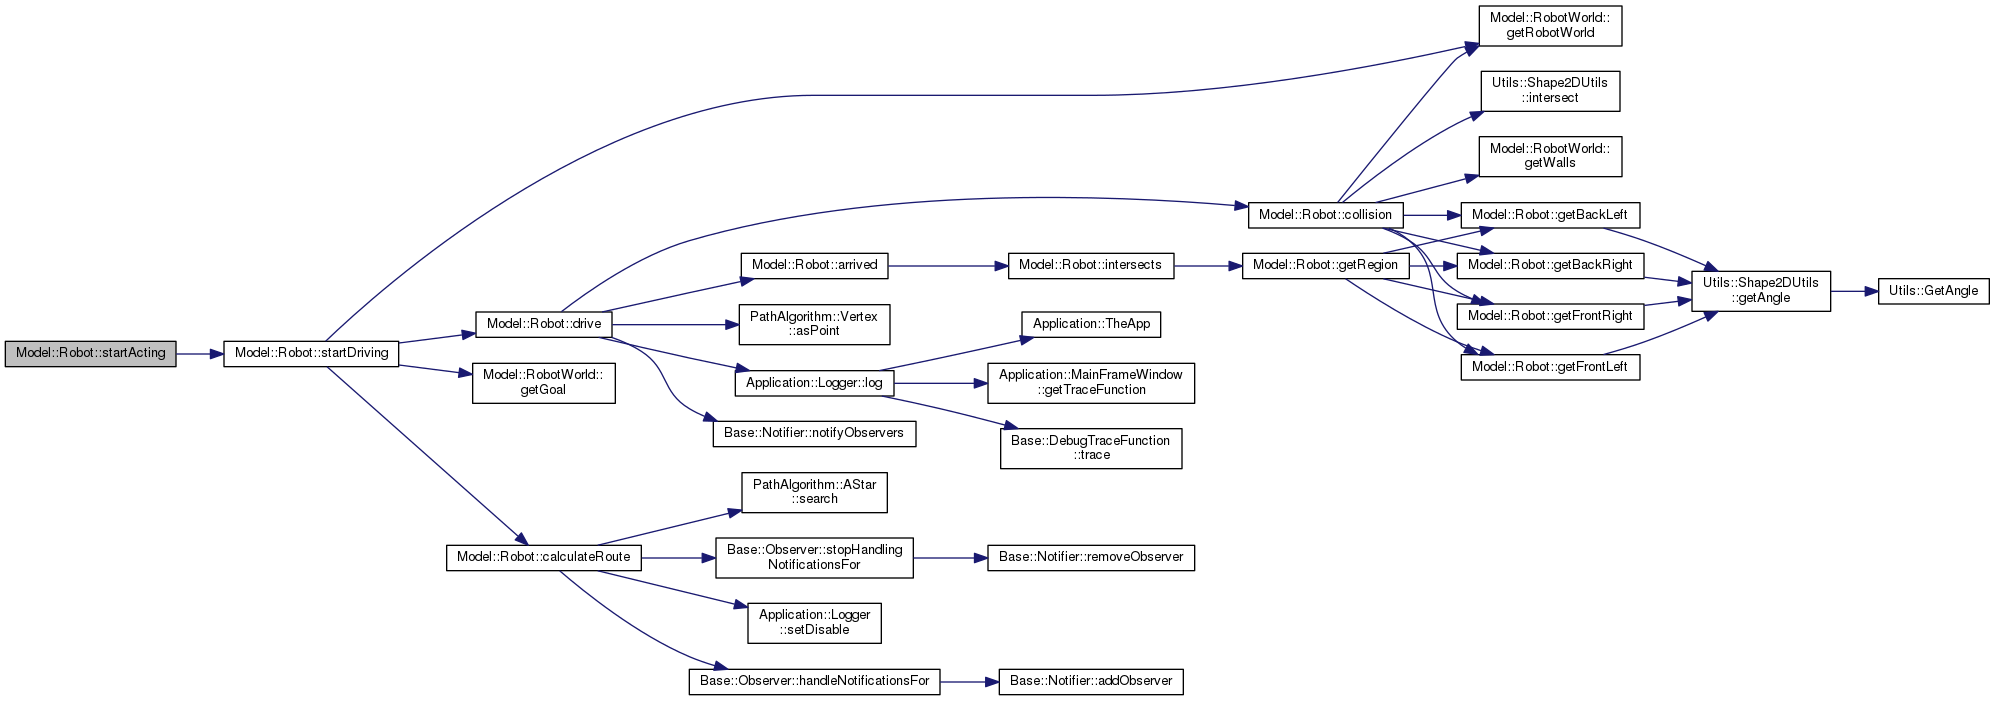 Model::Robot::startActing
Model::Robot::startDriving
Model::Robot::drive
Model::RobotWorld::
getGoal
Model::Robot::calculateRoute
Model::Robot::arrived
PathAlgorithm::Vertex
::asPoint
Application::Logger::log
Base::Notifier::notifyObservers
PathAlgorithm::AStar
::search
Base::Observer::stopHandling
NotificationsFor
Application::Logger
::setDisable
Base::Observer::handleNotificationsFor
Model::Robot::intersects
Application::TheApp
Application::MainFrameWindow
::getTraceFunction
Base::DebugTraceFunction
::trace
Base::Notifier::removeObserver
Base::Notifier::addObserver
Model::Robot::collision
Model::Robot::getRegion
Model::RobotWorld::
getRobotWorld
Utils::Shape2DUtils
::intersect
Model::RobotWorld::
getWalls
Model::Robot::getBackLeft
Model::Robot::getBackRight
Model::Robot::getFrontRight
Model::Robot::getFrontLeft
Utils::Shape2DUtils
::getAngle
Utils::GetAngle